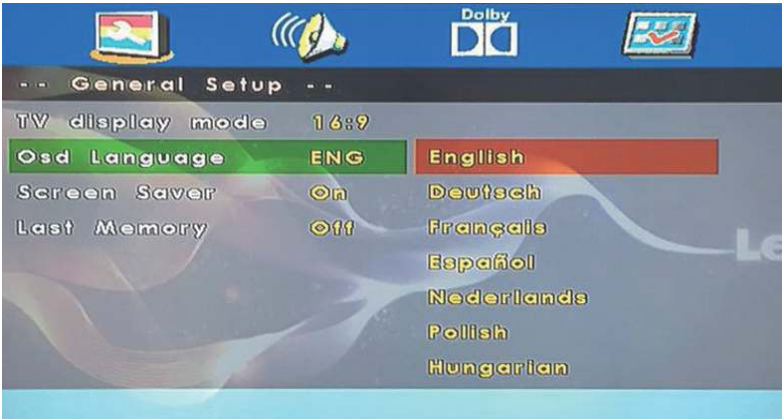 Dolby
-- General Setup --
TV display mode 16:9
Osd Language ENG English
Screen Saver On Deutsch
Last Memory Off Français
Le
Español
Nederlands
Polish
Hungarian